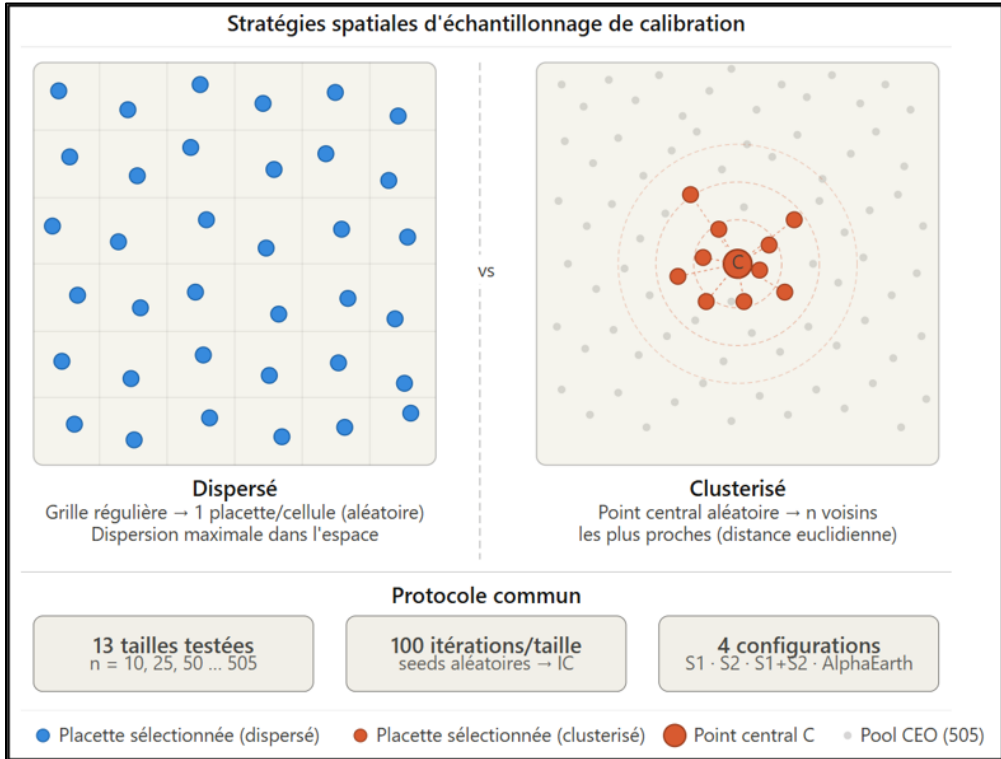 Stratégies spatiales d'échantillonnage de calibration
vs
C
Dispersé
Grille régulière → 1 placette/cellule (aléatoire)
Dispersion maximale dans l'espace
Clusterisé
Point central aléatoire → n voisins
les plus proches (distance euclidienne)
Protocole commun
13 tailles testées
n = 10, 25, 50 ... 505
100 itérations/taille
seeds aléatoires → IC
4 configurations
S1 · S2 · S1+S2 · AlphaEarth
Placette sélectionnée (dispersé)
Placette sélectionnée (clusterisé)
Point central C
Pool CEO (505)